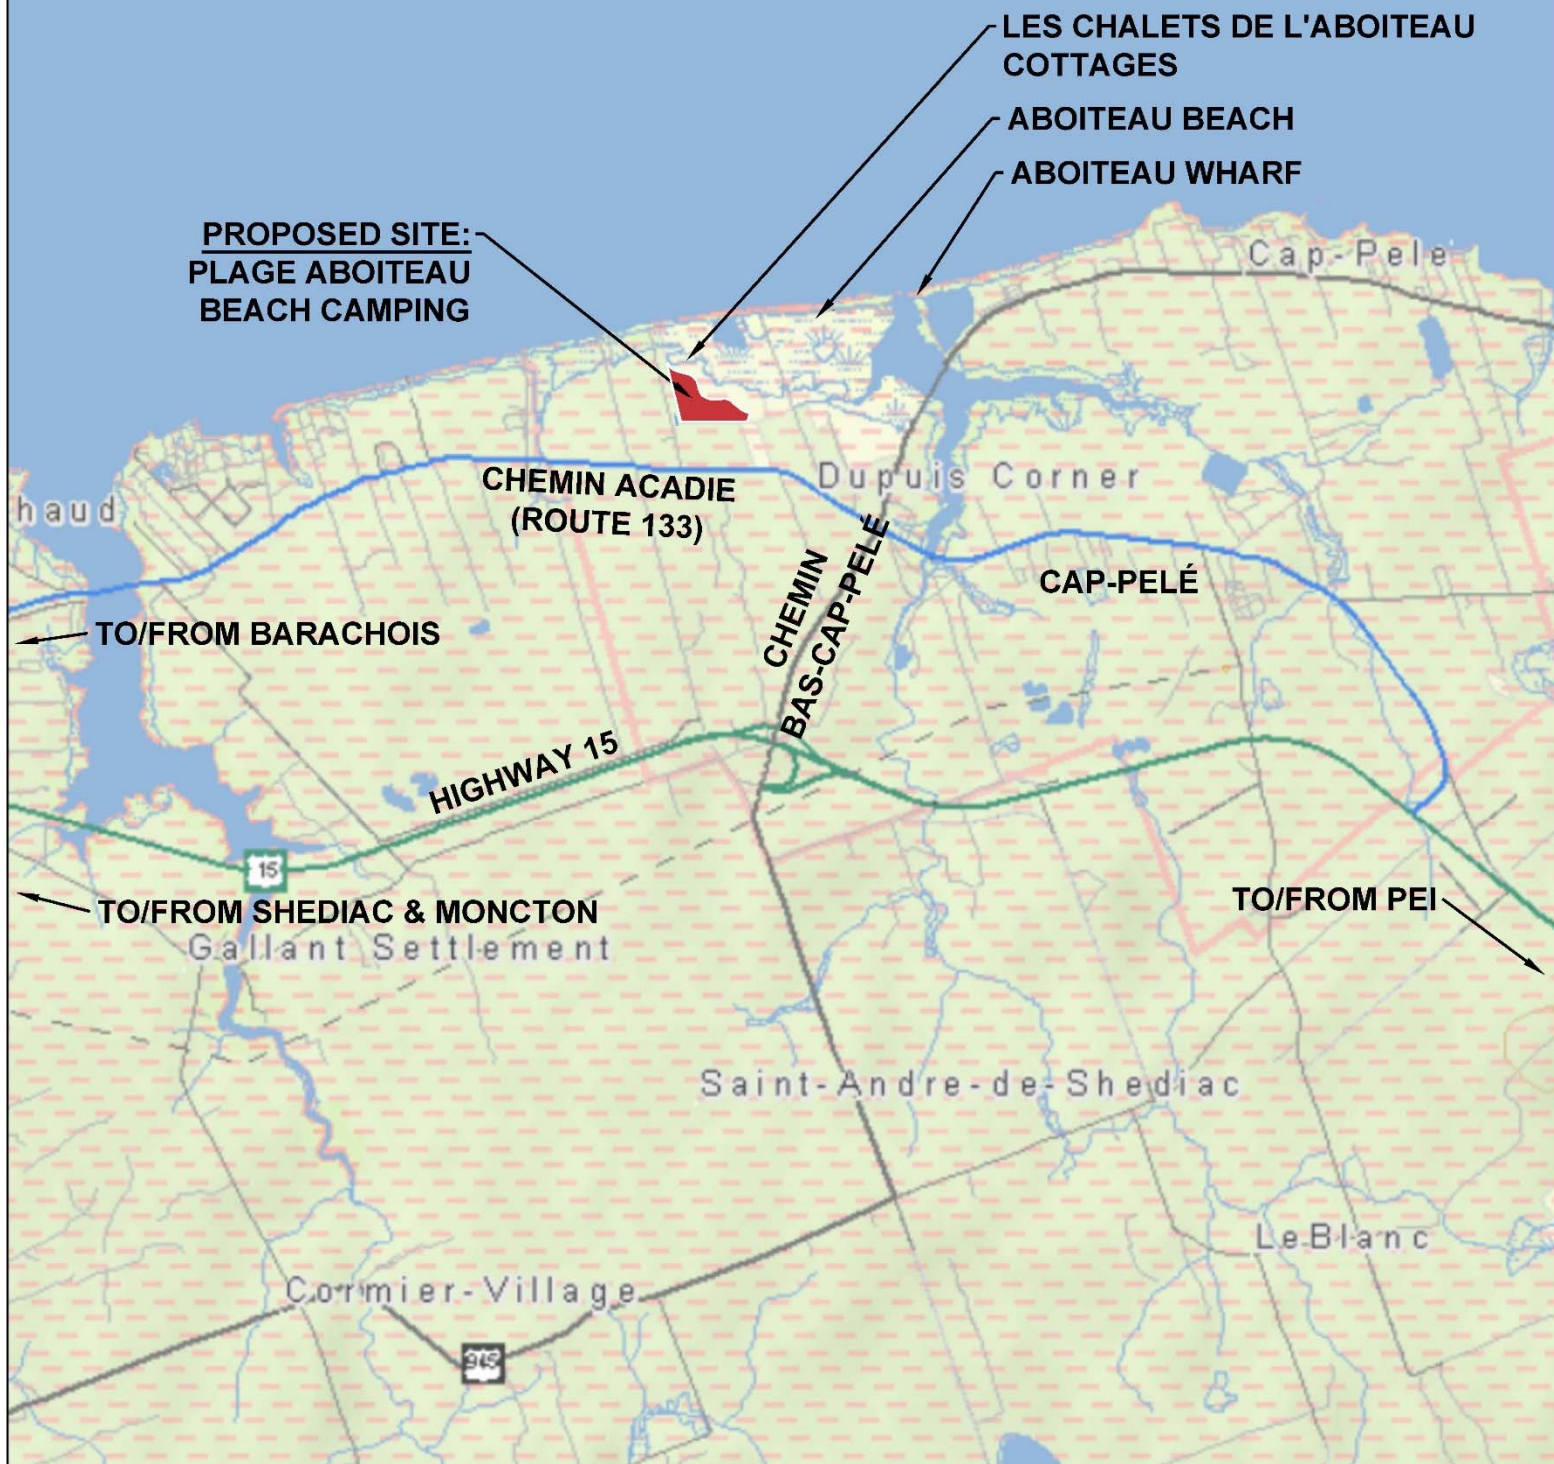 LES CHALETS DE L'ABOITEAU
COTTAGES
ABOITEAU BEACH
ABOITEAU WHARF
PROPOSED SITE:
PLAGE ABOITEAU
BEACH CAMPING
Cap-Pele
Dupuis Corner
CHEMIN ACADIE
(ROUTE 133)
haud
CHEMIN
BAS-CAP-PELE
CAP-PELÉ
TO/FROM BARACHOIS
HIGHWAY 15
15
TO/FROM SHEDIAC & MONCTON
TO/FROM PEI
Gallant Settlement
Saint-Andre-de-Shediac
LeBlanc
Cormier-Village
945